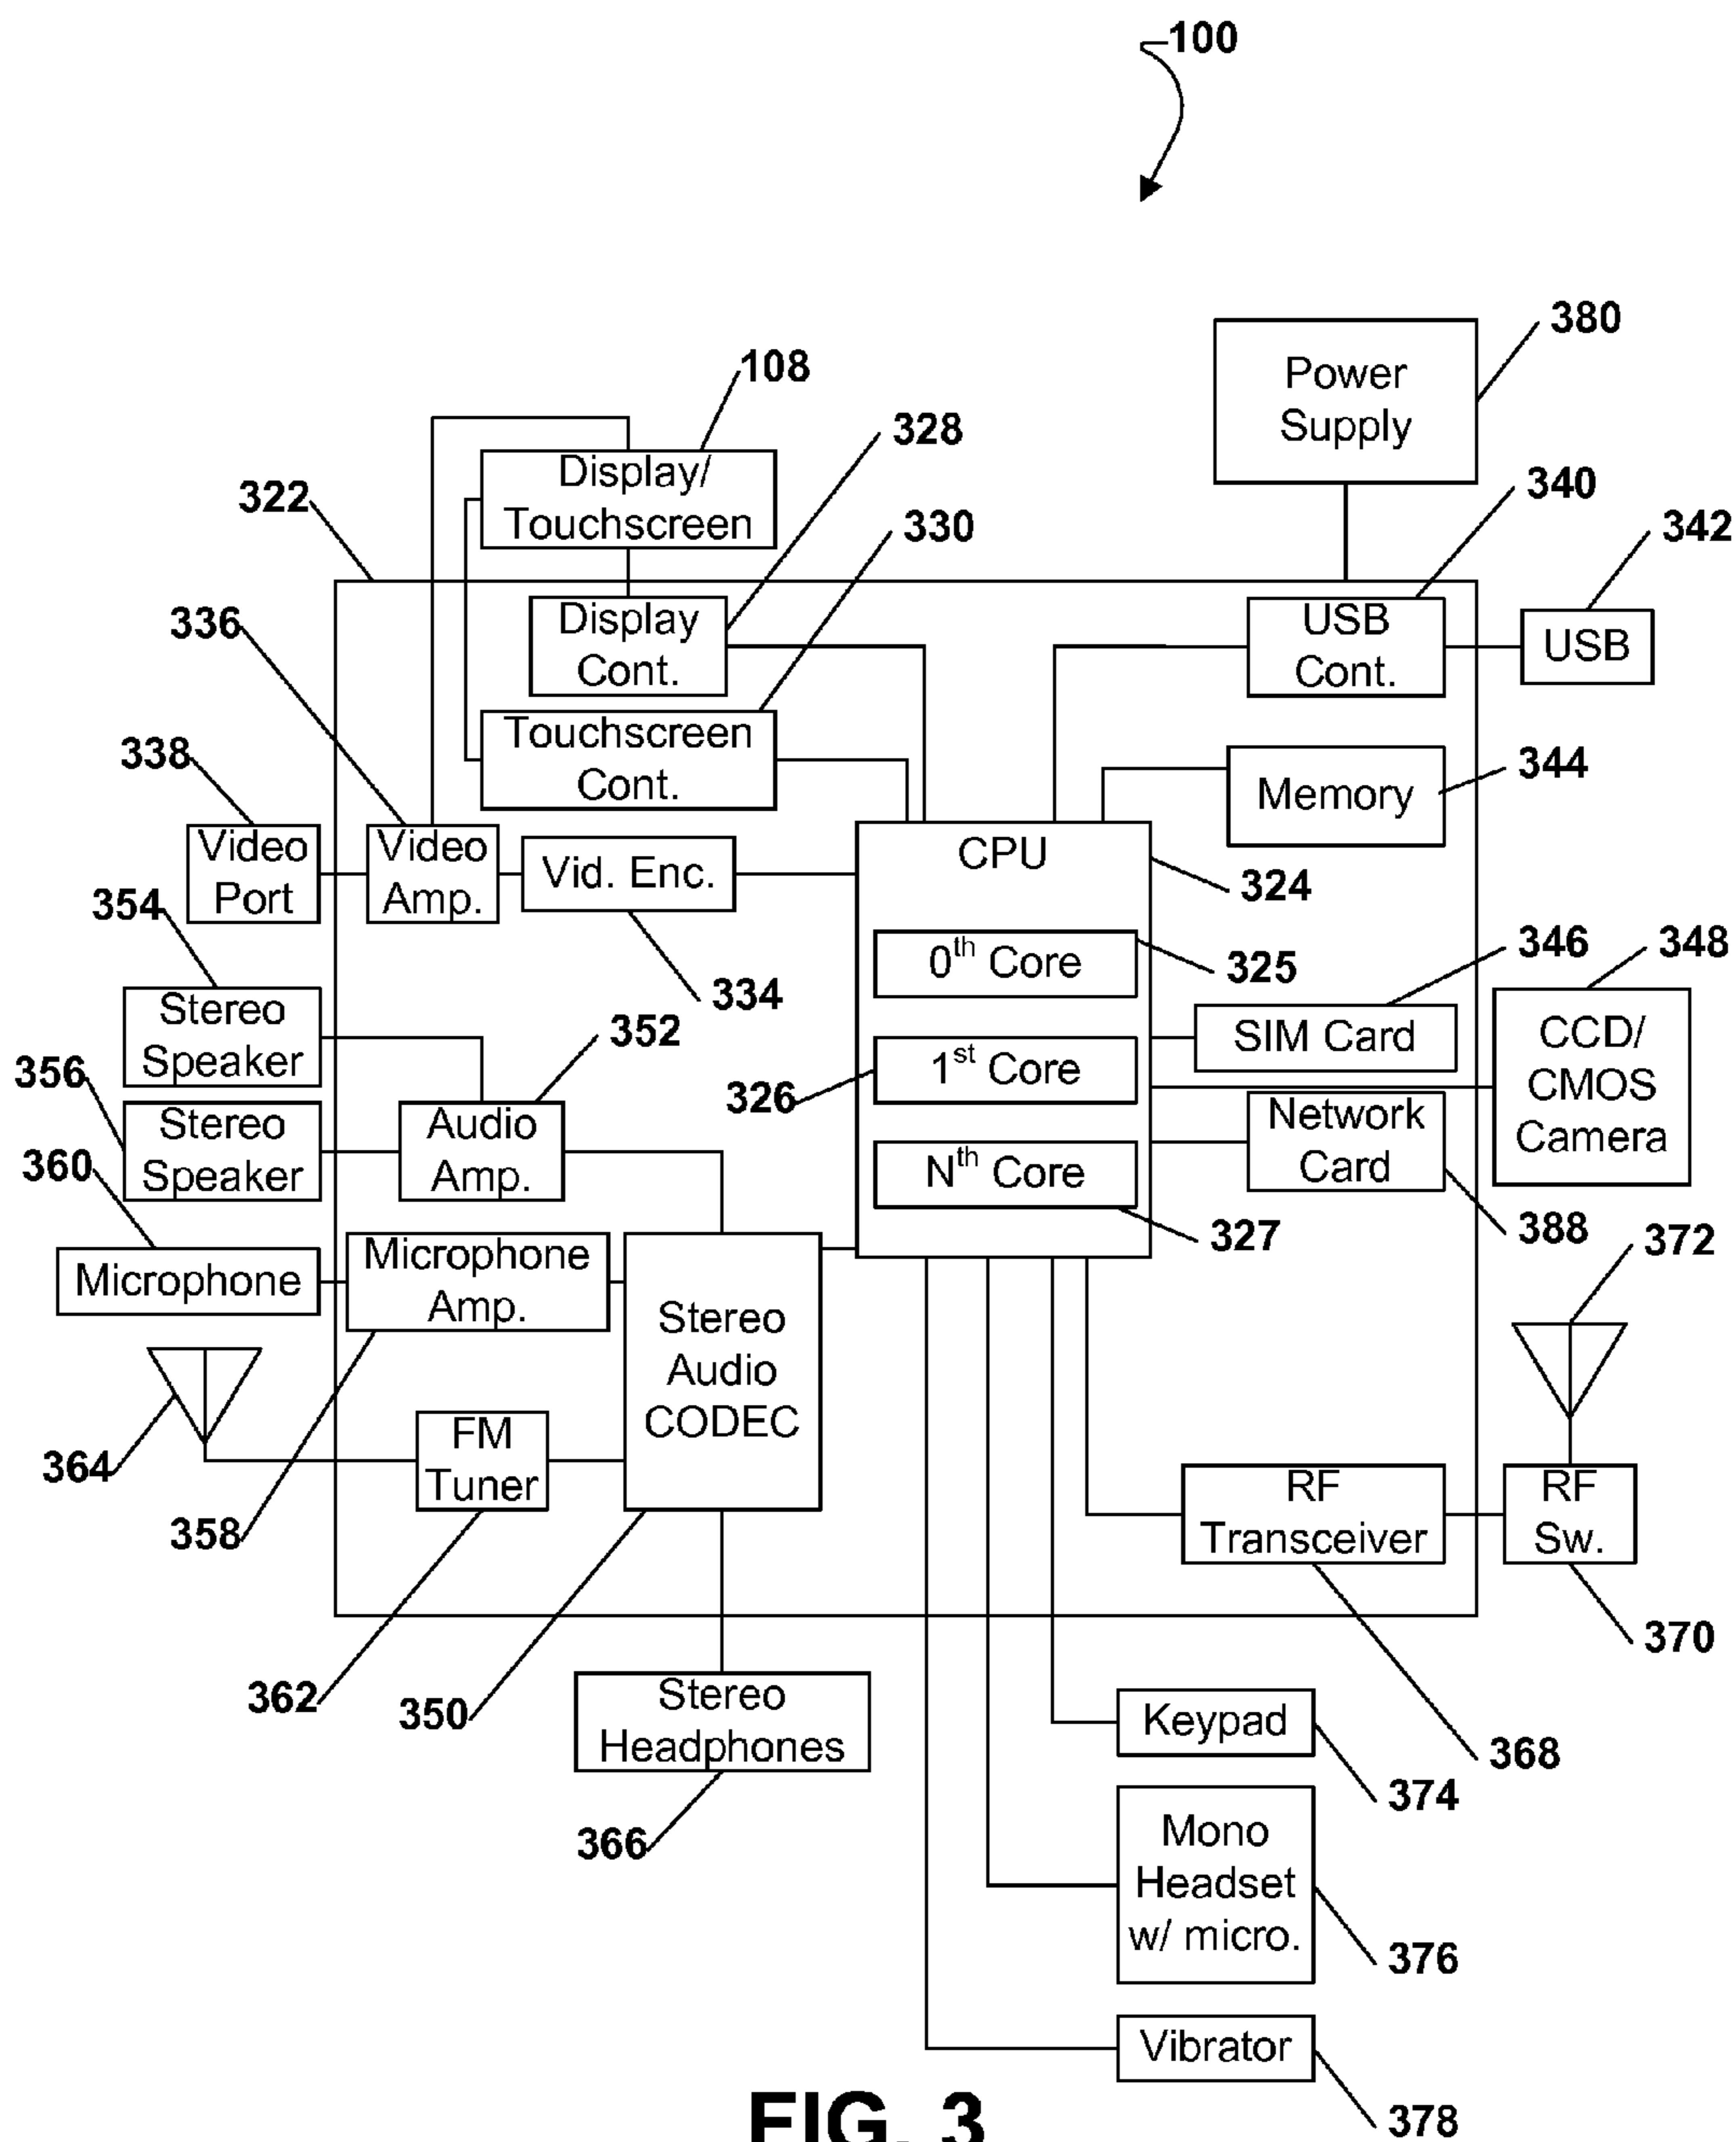 100
380
Power
Supply
108
328
Display/
Touchscreen
322
340
330
342
Display
Cont.
USB
Cont.
USB
336
Touchscreen
Cont.
338
344
Memory
Video
Port
Video
Amp.
Vid. Enc.
CPU
324
354
0th Core
325
346
348
334
Stereo
Speaker
352
SIM Card
CCD/
CMOS
Camera
356
1st Core
326
Stereo
Speaker
Audio
Amp.
Network
Card
360
Nth Core
327
388
372
Microphone
Microphone
Amp.
Stereo
Audio
CODEC
364
FM
Tuner
RF
Transceiver
RF
Sw.
358
370
362
350
Stereo
Headphones
Keypad
368
374
366
Mono
Headset
w/ micro.
376
Vibrator
378
FIG. 3